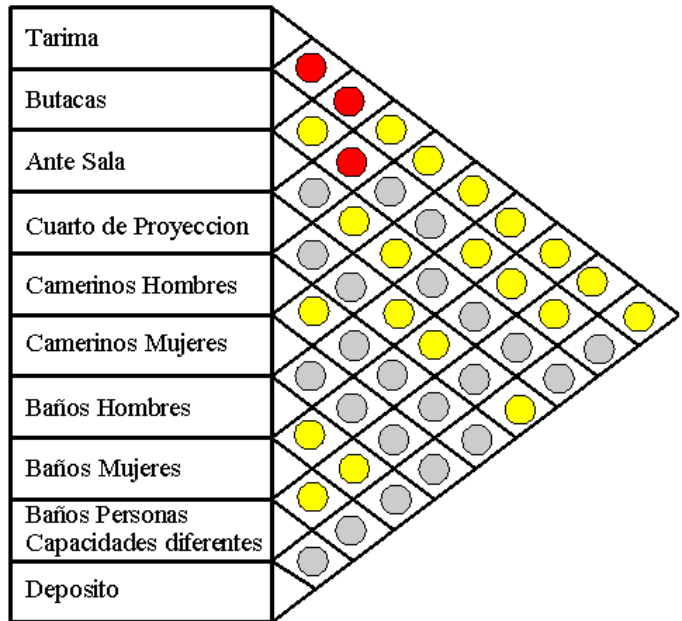 Tarima
Butacas
Ante Sala
Cuarto de Proyeccion
Camerinos Hombres
Camerinos Mujeres
Baños Hombres
Baños Mujeres
Baños Personas
Capacidades diferentes
Deposito